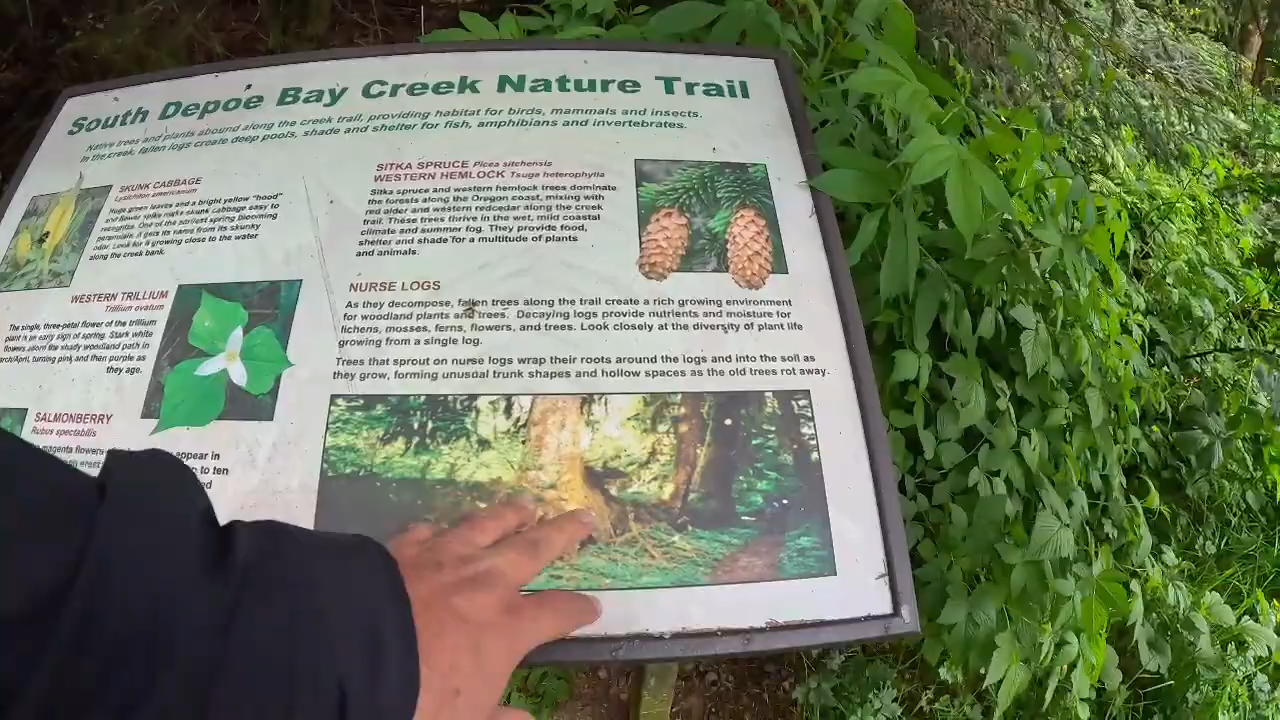 South Depoe Bay Creek Nature Trail
Native trees and plants abound along the creek trail, providing habitat for birds, mammals and insects.
In the creek, fallen logs create deep pools, shade and shelter for fish, amphibians and invertebrates.
SKUNK CABBAGE
Lysichiton americanum
Huge green leaves and a bright yellow "hood"
and flower spike make skunk cabbage easy to
recognize. One of the earliest spring blooming
perennials, it gets its name from its skunky
odor. Look for it growing close to the water
along the creek bank.
WESTERN TRILLIUM
Trillium ovatum
The single, three-petal flower of the trillium
plant is an early sign of spring. Stark white
flowers adorn the shady woodland path in
March/April, turning pink and then purple as
they age.
SALMONBERRY
Rubus spectabilis
magenta flowers appear in
to ten
SITKA SPRUCE Picea sitchensis
WESTERN HEMLOCK Tsuga heterophylla
Sitka spruce and western hemlock trees dominate
the forests along the Oregon coast, mixing with
red alder and western redcedar along the creek
trail. These trees thrive in the wet, mild coastal
climate and summer fog. They provide food,
shelter and shade for a multitude of plants
and animals.
NURSE LOGS
As they decompose, fallen trees along the trail create a rich growing environment
for woodland plants and trees. Decaying logs provide nutrients and moisture for
lichens, mosses, ferns, flowers, and trees. Look closely at the diversity of plant life
growing from a single log.
Trees that sprout on nurse logs wrap their roots around the logs and into the soil as
they grow, forming unusual trunk shapes and hollow spaces as the old trees rot away.